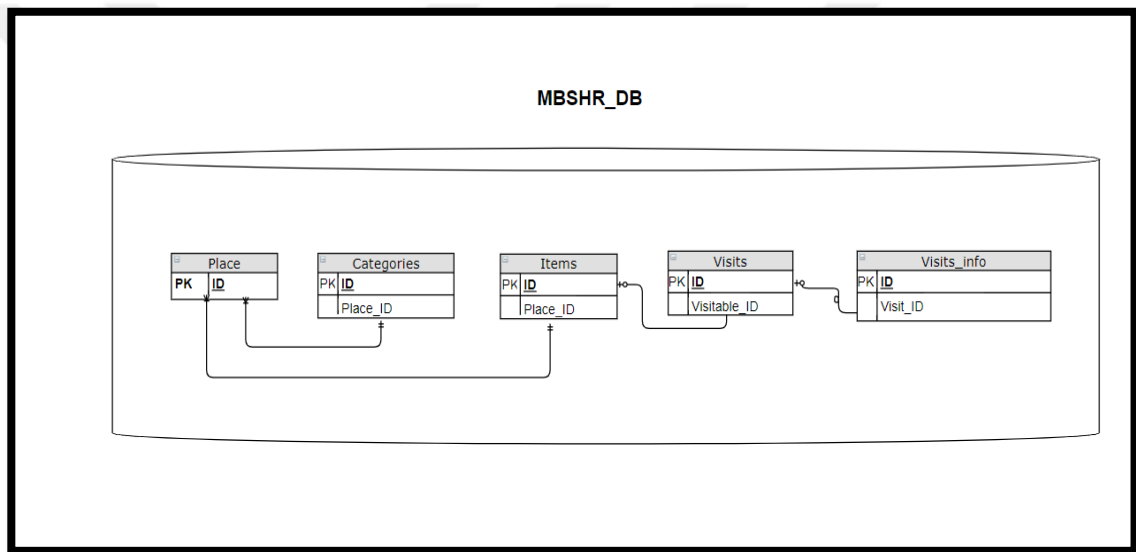 MBSHR_DB
Place
PK ID
Categories
PK ID
Place_ID
Items
PK ID
Place_ID
Visits
PK ID
Visitable_ID
Visits_info
PK ID
Visit_ID